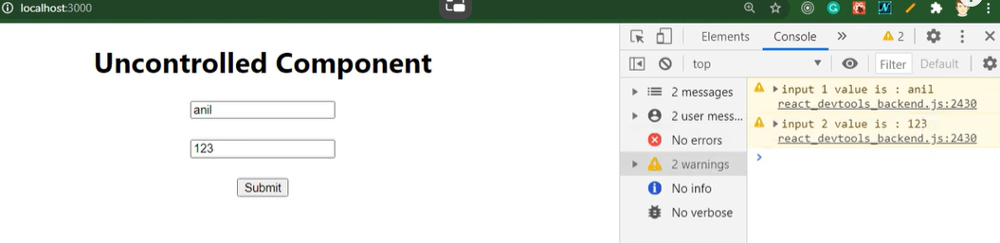 localhost:3000
Elements
Console
2
top
Filter
Default
Uncontrolled Component
anil
123
Submit
2 messages
2 user mess...
No errors
2 warnings
No info
No verbose
input 1 value is : anil
react_devtools_backend.js:2430
input 2 value is : 123
react_devtools_backend.js:2430